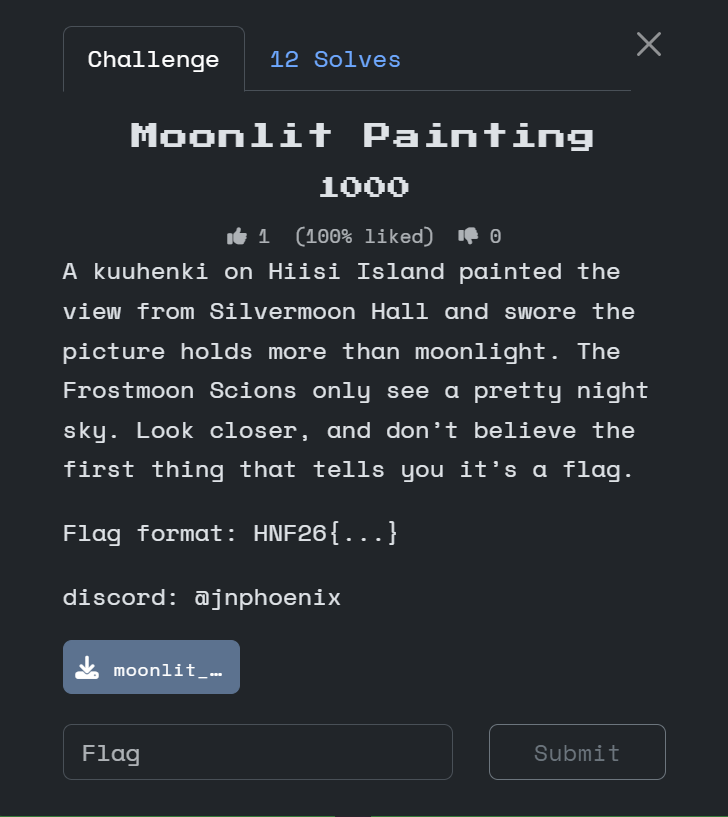 Challenge
12 Solves
Moonlit Painting
1000
1 (100% liked) 0
A kuuhenki on Hiisi Island painted the
view from Silvermoon Hall and swore the
picture holds more than moonlight. The
Frostmoon Scions only see a pretty night
sky. Look closer, and don’t believe the
first thing that tells you it’s a flag.
Flag format: HNF26{...}
discord: @jnphoenix
moonlit_…
Flag
Submit